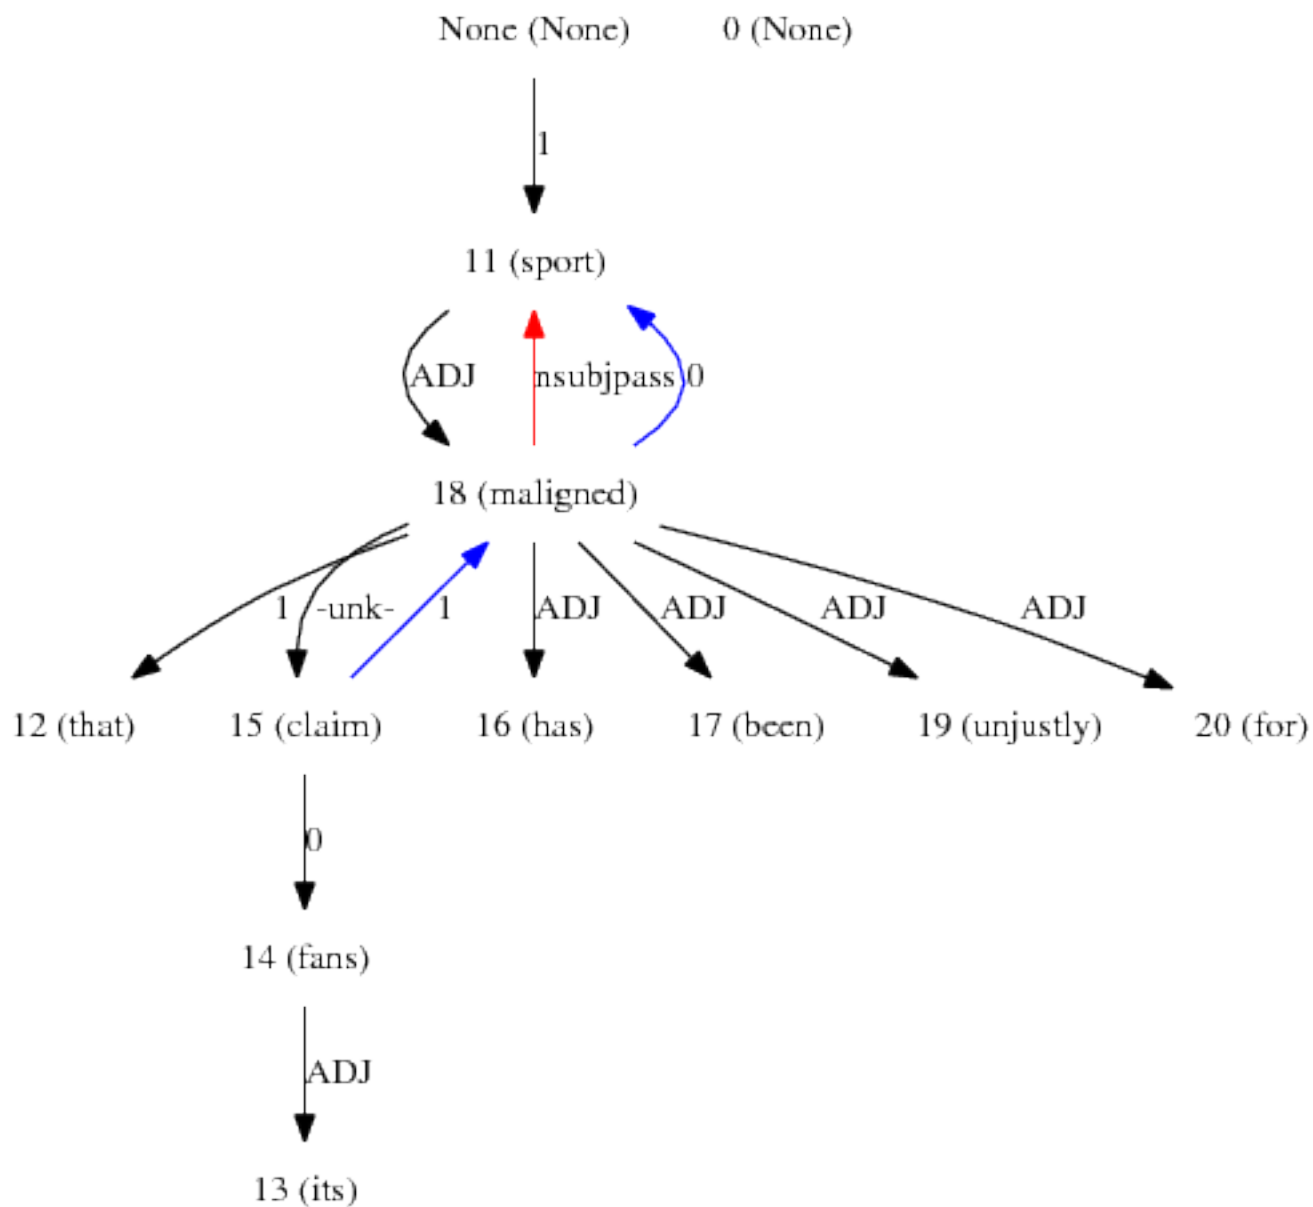 None (None) 0 (None)
1
11 (sport)
ADJ nsubjpass 0
18 (maligned)
1 -unk- 1 ADJ ADJ ADJ ADJ
12 (that) 15 (claim) 16 (has) 17 (been) 19 (unjustly) 20 (for)
0
14 (fans)
ADJ
13 (its)